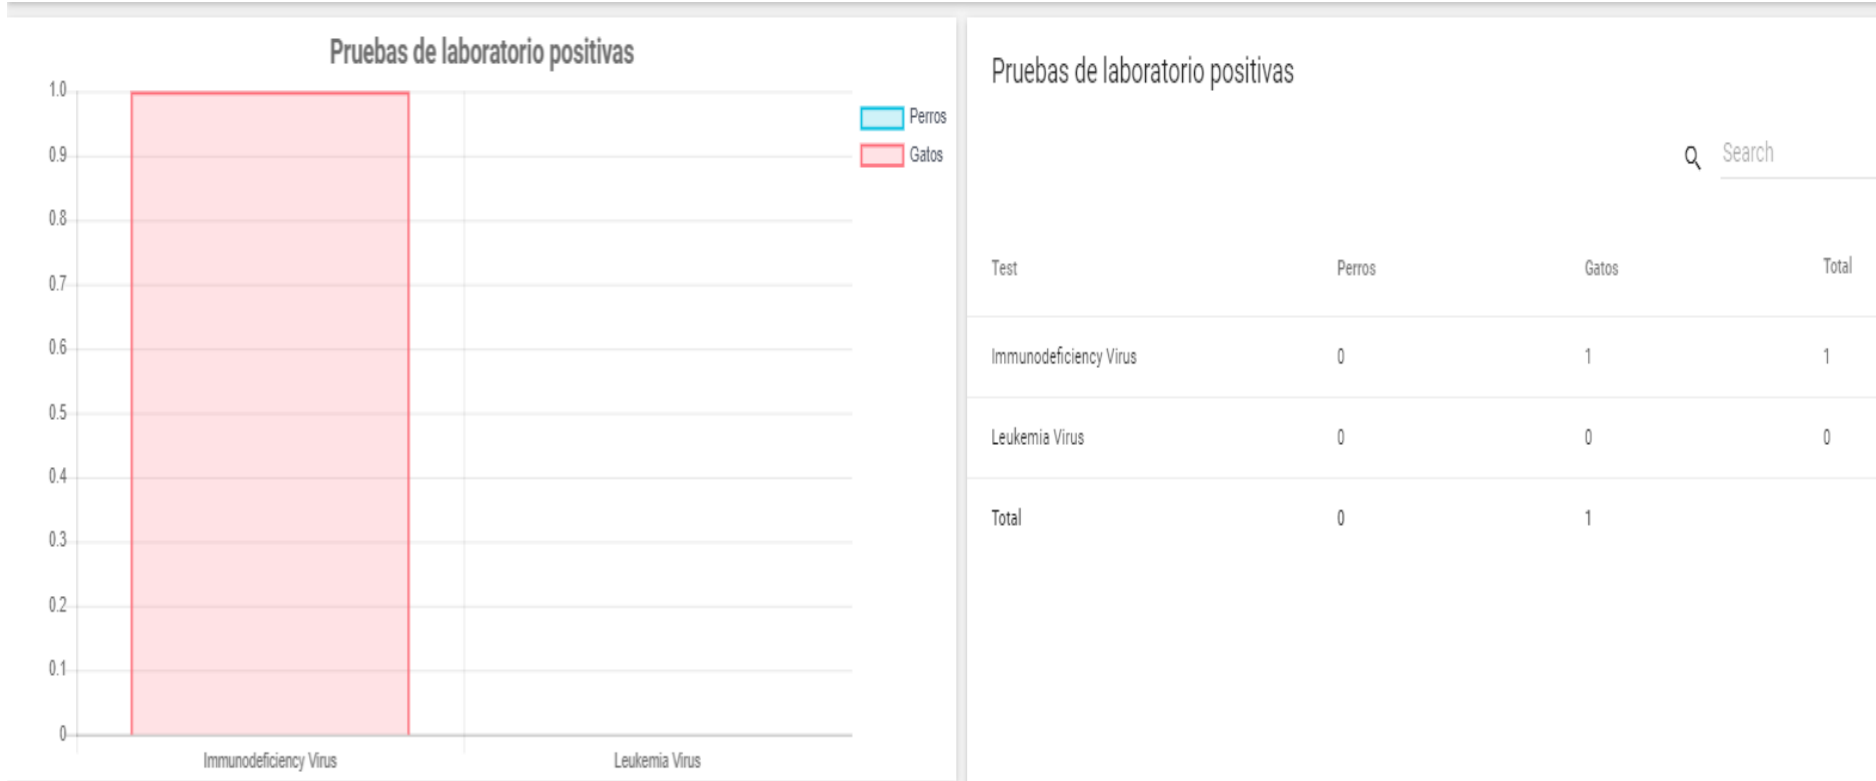 Pruebas de laboratorio positivas
1.0
0.9
0.8
0.7
0.6
0.5
0.4
0.3
0.2
0.1
0
Immunodeficiency Virus Leukemia Virus
Perros
Gatos
Pruebas de laboratorio positivas
Search
Test Perros Gatos Total
Immunodeficiency Virus 0 1 1
Leukemia Virus 0 0 0
Total 0 1